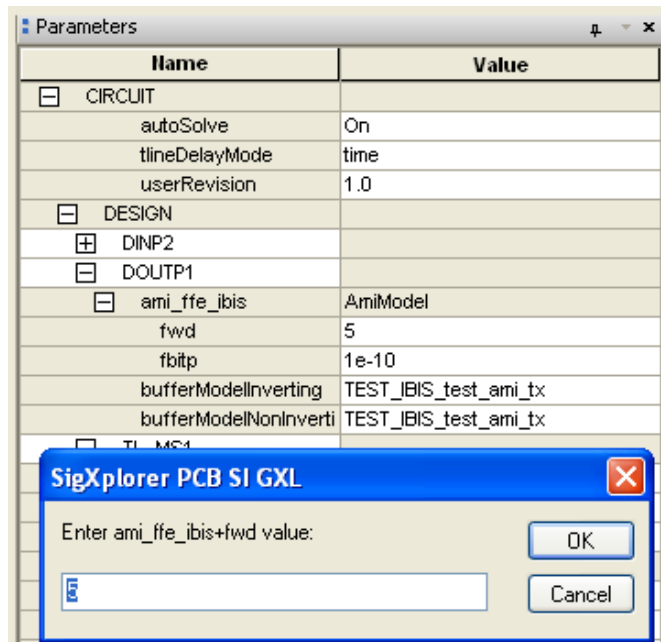 Parameters
Name Value
CIRCUIT
autoSolve On
tlineDelayMode time
userRevision 1.0
DESIGN
DINP2
DOUTP1
ami_ffe_ibis AmiModel
fwd 5
fbitp 1e-10
bufferModelInverting TEST_IBIS_test_ami_tx
bufferModelNonInverti TEST_IBIS_test_ami_tx
TL_MS1
SigXplorer PCB SI GXL
Enter ami_ffe_ibis+fwd value:
OK
5
Cancel